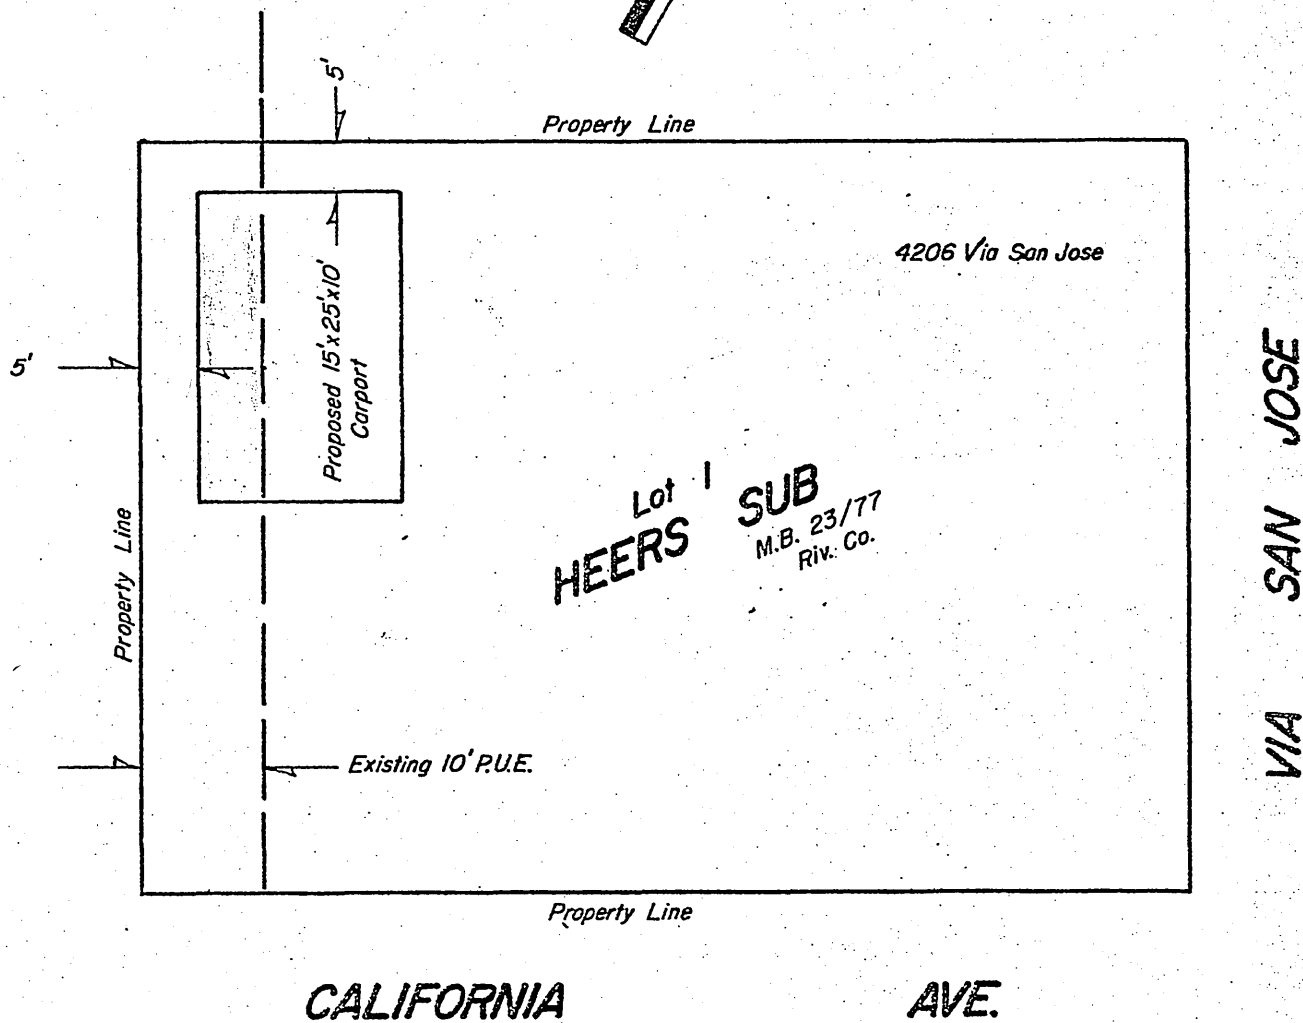 5'
Property Line
4206 Via San Jose
Proposed 15'x25'x10'
Carport
5'
Lot 1
HEERS SUB
M.B. 23/77
Riv. Co.
Property Line
VIA SAN JOSE
Existing 10' P.U.E.
Property Line
CALIFORNIA AVE.